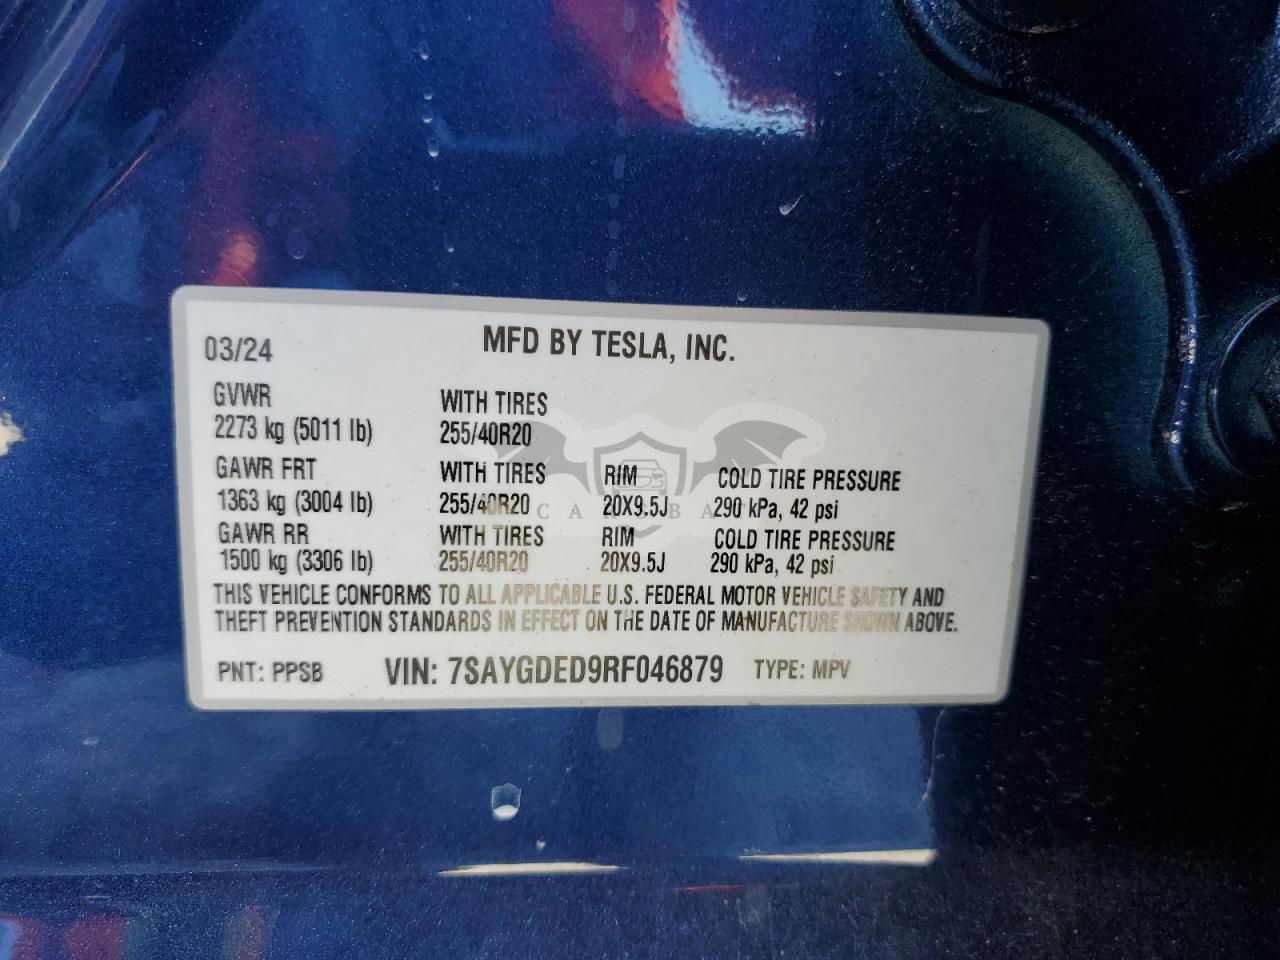 03/24 MFD BY TESLA, INC.
GVWR WITH TIRES
2273 kg (5011 lb) 255/40R20
GAWR FRT WITH TIRES RIM COLD TIRE PRESSURE
1363 kg (3004 lb) 255/40R20 20X9.5J 290 kPa, 42 psi
GAWR RR WITH TIRES RIM COLD TIRE PRESSURE
1500 kg (3306 lb) 255/40R20 20X9.5J 290 kPa, 42 psi
THIS VEHICLE CONFORMS TO ALL APPLICABLE U.S. FEDERAL MOTOR VEHICLE SAFETY AND
THEFT PREVENTION STANDARDS IN EFFECT ON THE DATE OF MANUFACTURE SHOWN ABOVE.
PNT: PPSB VIN: 7SAYGDED9RF046879 TYPE: MPV